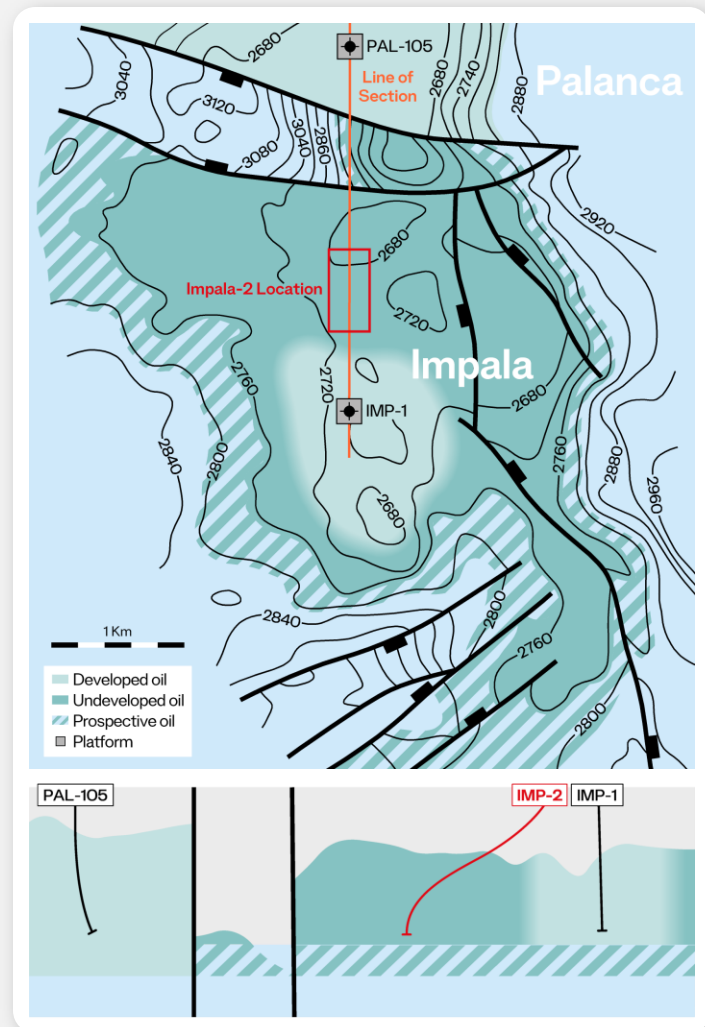 2680
PAL-105
3040
Line of
Section
2680
2740
2880
Palanca
3120
3040
2860
3080
2920
2680
Impala-2 Location
2720
Impala
2760
2720
2680
IMP-1
2840
2800
2760
2880
2960
2680
2840
2800
2760
2800
1 Km
Developed oil
Undeveloped oil
Prospective oil
Platform
PAL-105
IMP-2
IMP-1